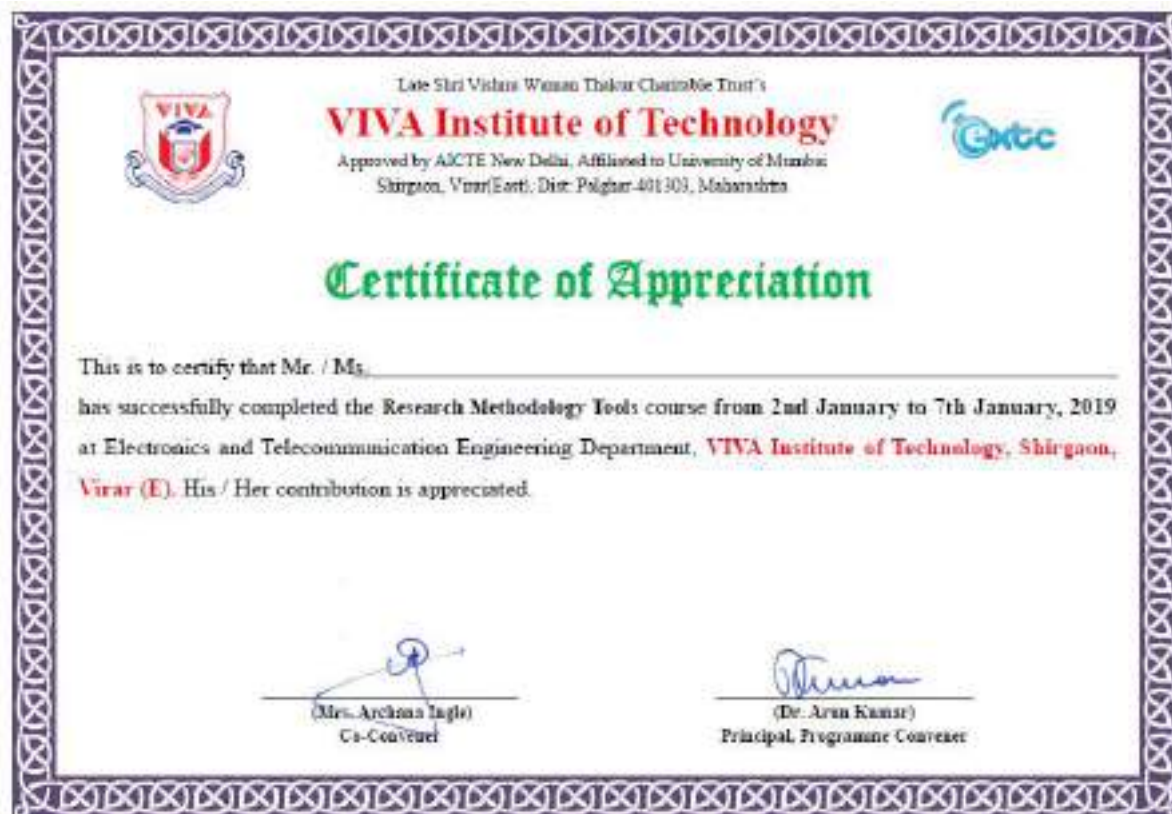 VIVA
Late Shri Vishnu Waman Thakur Charitable Trust's
VIVA Institute of Technology
extc
Approved by AICTE New Delhi, Affiliated to University of Mumbai
Shirgaon, Virar(East), Dist: Palghar-401303, Maharashtra
Certificate of Appreciation
This is to certify that Mr. / Ms.
has successfully completed the Research Methodology Tools course from 2nd January to 7th January, 2019
at Electronics and Telecommunication Engineering Department, VIVA Institute of Technology, Shirgaon,
Virar (E). His / Her contribution is appreciated.
(Mrs. Archana Ingle)
Co-Convener
(Dr. Arun Kumar)
Principal, Programme Convener